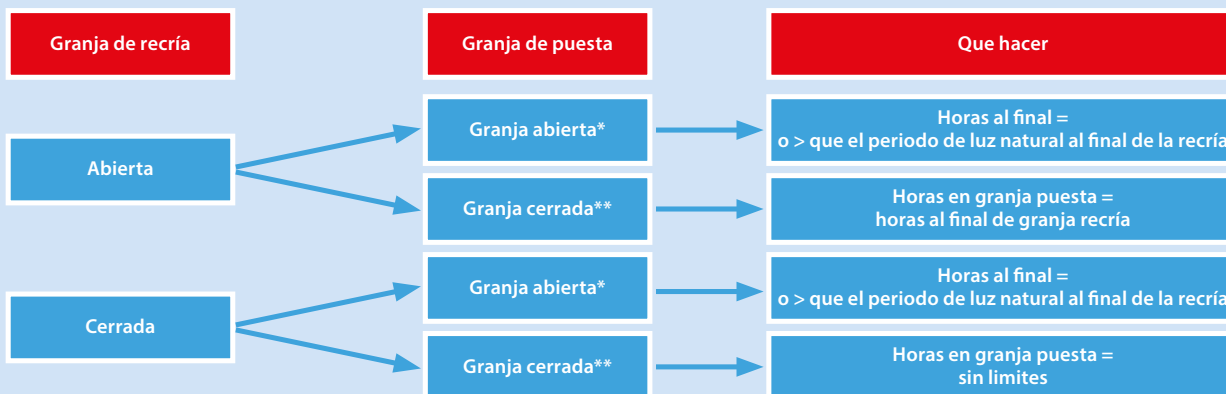 Granja de recría
Granja de puesta
Que hacer
Abierta
Granja abierta*
Horas al final =
o > que el periodo de luz natural al final de la recría
Granja cerrada**
Horas en granja puesta =
horas al final de granja recría
Cerrada
Granja abierta*
Horas al final =
o > que el periodo de luz natural al final de la recría
Granja cerrada**
Horas en granja puesta =
sin limites